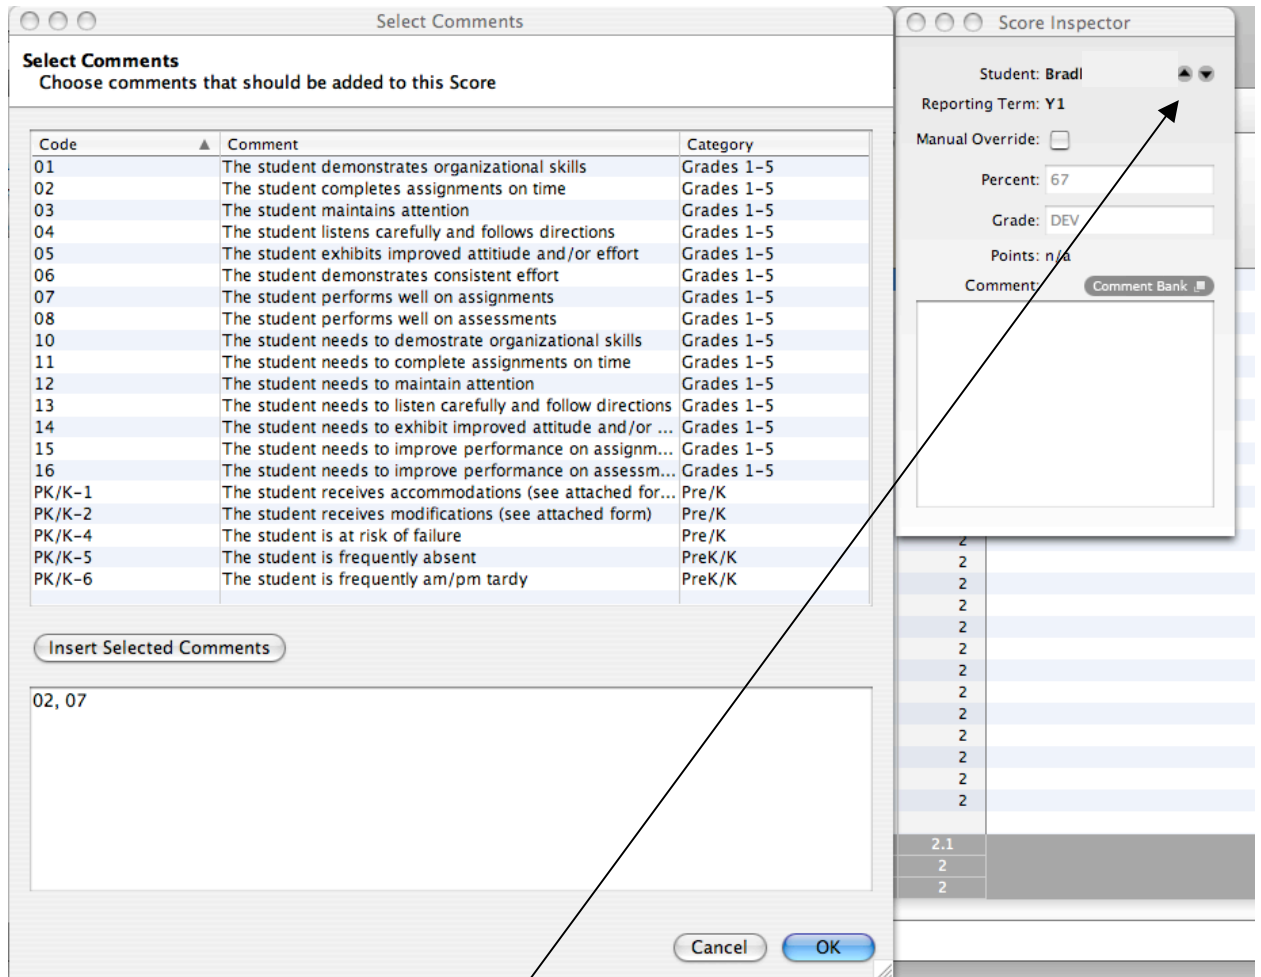 Select Comments
Select Comments
Choose comments that should be added to this Score
Code Comment Category
01 The student demonstrates organizational skills Grades 1-5
02 The student completes assignments on time Grades 1-5
03 The student maintains attention Grades 1-5
04 The student listens carefully and follows directions Grades 1-5
05 The student exhibits improved attitiude and/or effort Grades 1-5
06 The student demonstrates consistent effort Grades 1-5
07 The student performs well on assignments Grades 1-5
08 The student performs well on assessments Grades 1-5
10 The student needs to demostrate organizational skills Grades 1-5
11 The student needs to complete assignments on time Grades 1-5
12 The student needs to maintain attention Grades 1-5
13 The student needs to listen carefully and follow directions Grades 1-5
14 The student needs to exhibit improved attitude and/or ... Grades 1-5
15 The student needs to improve performance on assignm... Grades 1-5
16 The student needs to improve performance on assessm... Grades 1-5
PK/K-1 The student receives accommodations (see attached for... Pre/K
PK/K-2 The student receives modifications (see attached form) Pre/K
PK/K-4 The student is at risk of failure Pre/K
PK/K-5 The student is frequently absent PreK/K
PK/K-6 The student is frequently am/pm tardy PreK/K
Insert Selected Comments
02, 07
Cancel OK
Score Inspector
Student: Bradl
Reporting Term: Y1
Manual Override:
Percent: 67
Grade: DEV
Points: n/a
Comment: Comment Bank
2
2
2
2
2
2
2
2
2
2
2
2
2
2.1
2
2